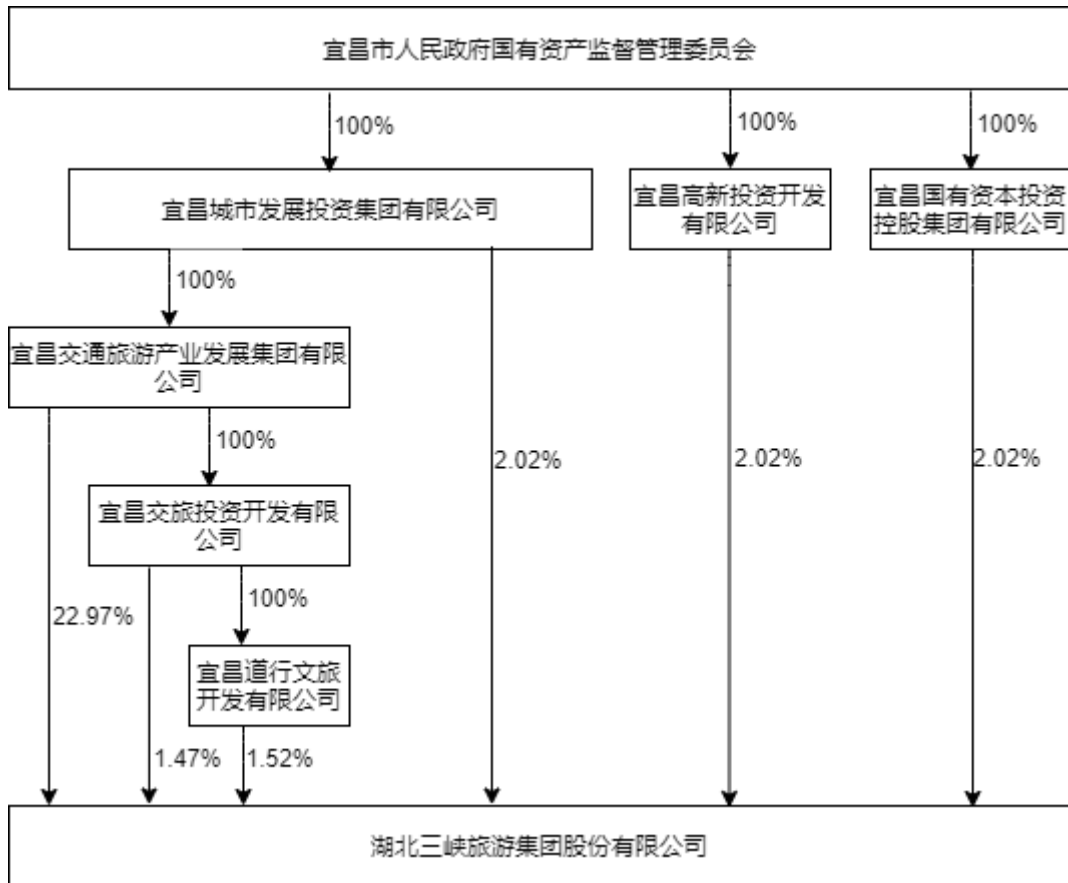 宜昌市人民政府国有资产监督管理委员会
100%
100%
100%
宜昌城市发展投资集团有限公司
宜昌高新投资开发
有限公司
宜昌国有资本投资
控股集团有限公司
100%
宜昌交通旅游产业发展集团有限
公司
100%
2.02%
2.02%
2.02%
宜昌交旅投资开发有限
公司
22.97%
100%
宜昌道行文旅
开发有限公司
1.47%
1.52%
湖北三峡旅游集团股份有限公司